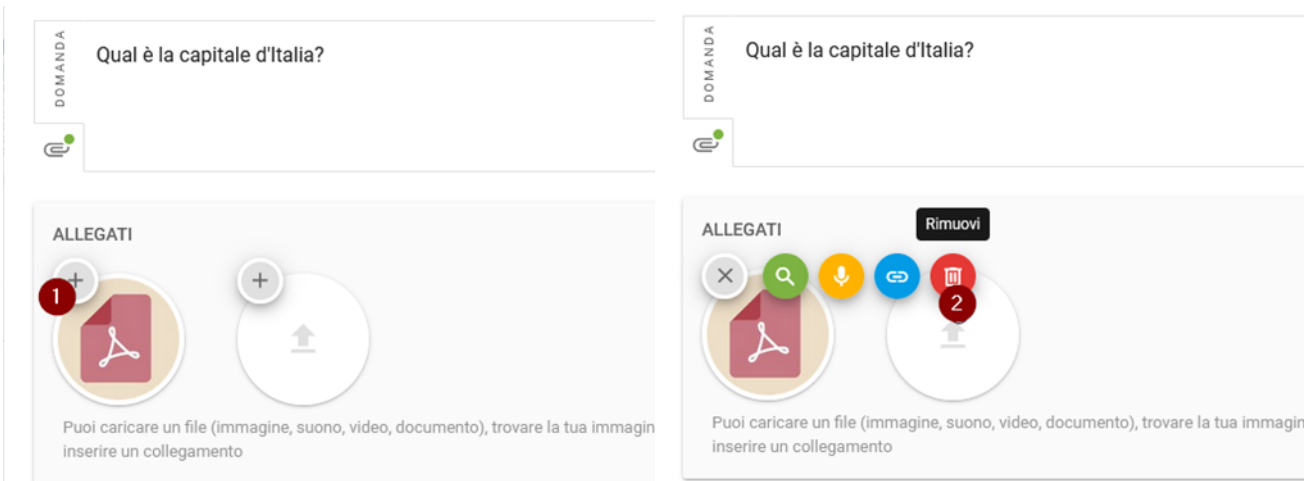 DOMANDA
Qual è la capitale d'Italia?
ALLEGATI
1
Puoi caricare un file (immagine, suono, video, documento), trovare la tua immagin
inserire un collegamento
DOMANDA
Qual è la capitale d'Italia?
Rimuovi
ALLEGATI
2
Puoi caricare un file (immagine, suono, video, documento), trovare la tua immagin
inserire un collegamento